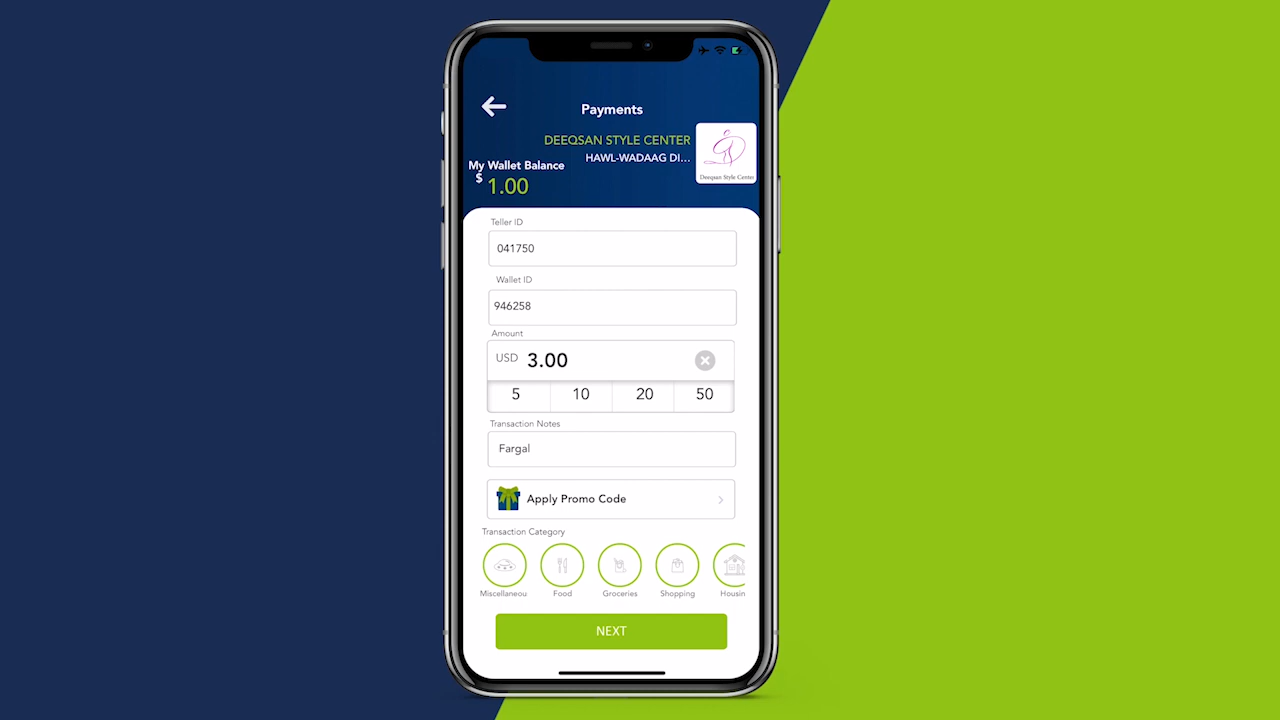 Payments
DEEQSAN STYLE CENTER
HAWL-WADAAG DI...
My Wallet Balance
$ 1.00
Deeqsan Style Center
Teller ID
041750
Wallet ID
946258
Amount
USD 3.00
5 10 20 50
Transaction Notes
Fargal
Apply Promo Code
Transaction Category
Miscellaneou Food Groceries Shopping Housin
NEXT